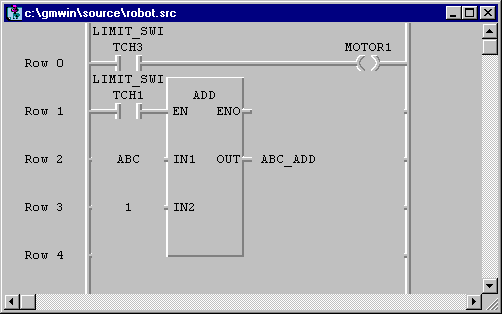 c:\gmwin\source\robot.src
LIMIT_SWI
TCH3 MOTOR1
Row 0
LIMIT_SWI
TCH1 ADD
Row 1 EN ENO
Row 2 ABC IN1 OUT ABC_ADD
Row 3 1 IN2
Row 4